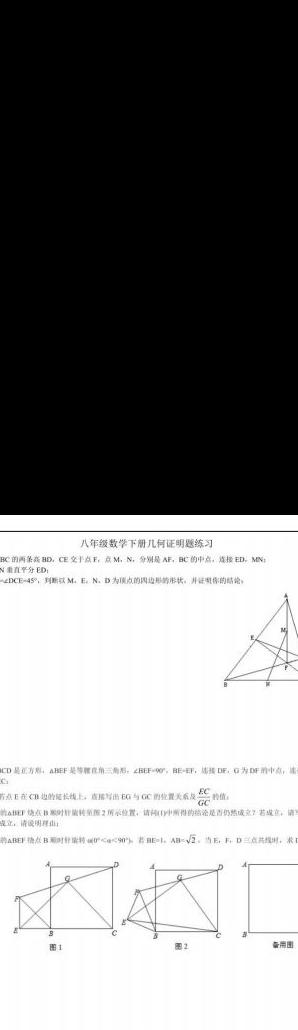 八年级数学下册几何证明题练习
BC 的两条高 BD、CE 交于点 F，点 M、N，分别是 AF、BC 的中点，连接 ED、MN；
N 垂直平分 ED；
=∠DCE=45°，判断以 M、E、N、D 为顶点的四边形的形状，并证明你的结论；
A
M
E
F
B
N
CD 是正方形，△BEF 是等腰直角三角形，∠BEF=90°，BE=EF，连接 DF，G 为 DF 的中点，连
EC；
若点 E 在 CB 边的延长线上，直接写出 EG 与 GC 的位置关系及 EC/GC 的值；
的△BEF 绕点 B 顺时针旋转至图 2 所示位置，请问(1)中所得的结论是否仍然成立？若成立，请
成立，请说明理由；
的△BEF 绕点 B 顺时针旋转 α(0°＜α＜90°)，若 BE=1，AB=√2，当 E、F、D 三点共线时，求
A D A D A
G G
F F
E B C E B C B
图 1 图 2 备用图